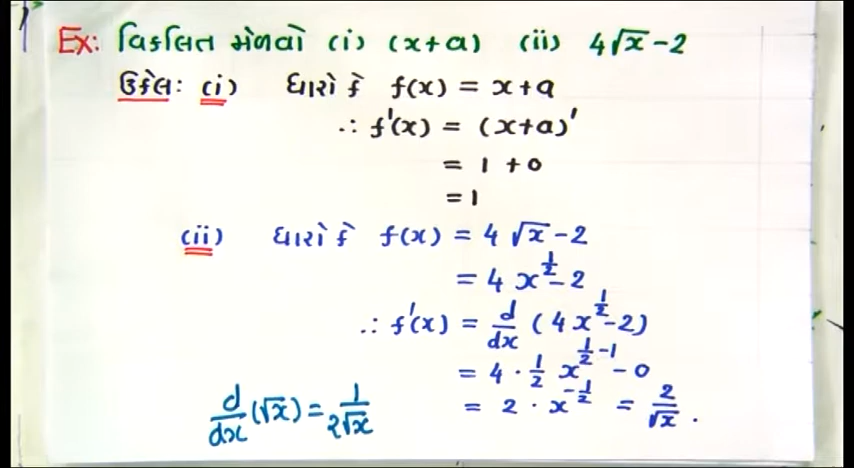 Ex: વિકલિત મેળવો (i) (x+a) (ii) 4√x-2
ઉકેલ: (i) ધારો કે f(x) = x+a
∴ f'(x) = (x+a)'
= 1 + 0
= 1
(ii) ધારો કે f(x) = 4 √x - 2
= 4 x^{1/2} - 2
∴ f'(x) = d/dx (4x^{1/2} - 2)
= 4 · 1/2 x^{1/2 - 1} - 0
= 2 · x^{-1/2} = 2/√x .
d/dx (√x) = 1/2√x